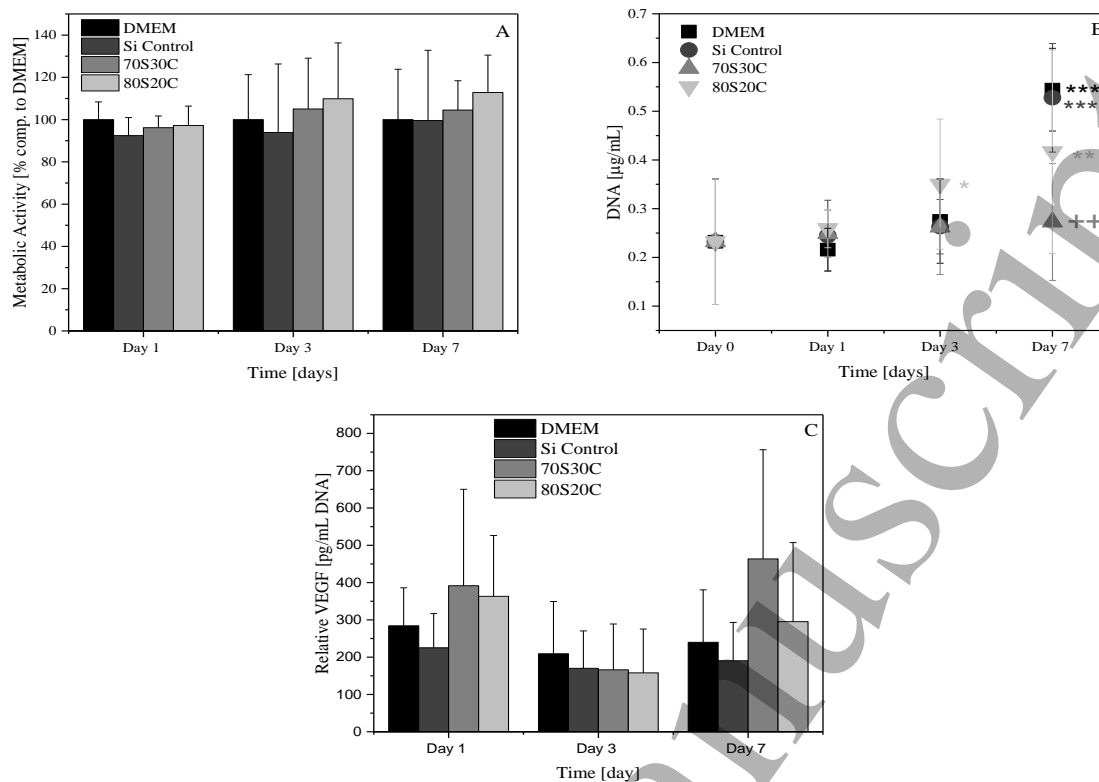 A
DMEM
Si Control
70S30C
80S20C
Metabolic Activity [% comp. to DMEM]
140
120
100
80
60
40
20
0
Day 1
Day 3
Day 7
Time [days]
DMEM
Si Control
70S30C
80S20C
DNA [µg/mL]
0.7
0.6
0.5
0.4
0.3
0.2
0.1
***
***
**
*
++
Day 0
Day 1
Day 3
Day 7
Time [days]
C
DMEM
Si Control
70S30C
80S20C
Relative VEGF [pg/mL DNA]
800
700
600
500
400
300
200
100
0
Day 1
Day 3
Day 7
Time [day]